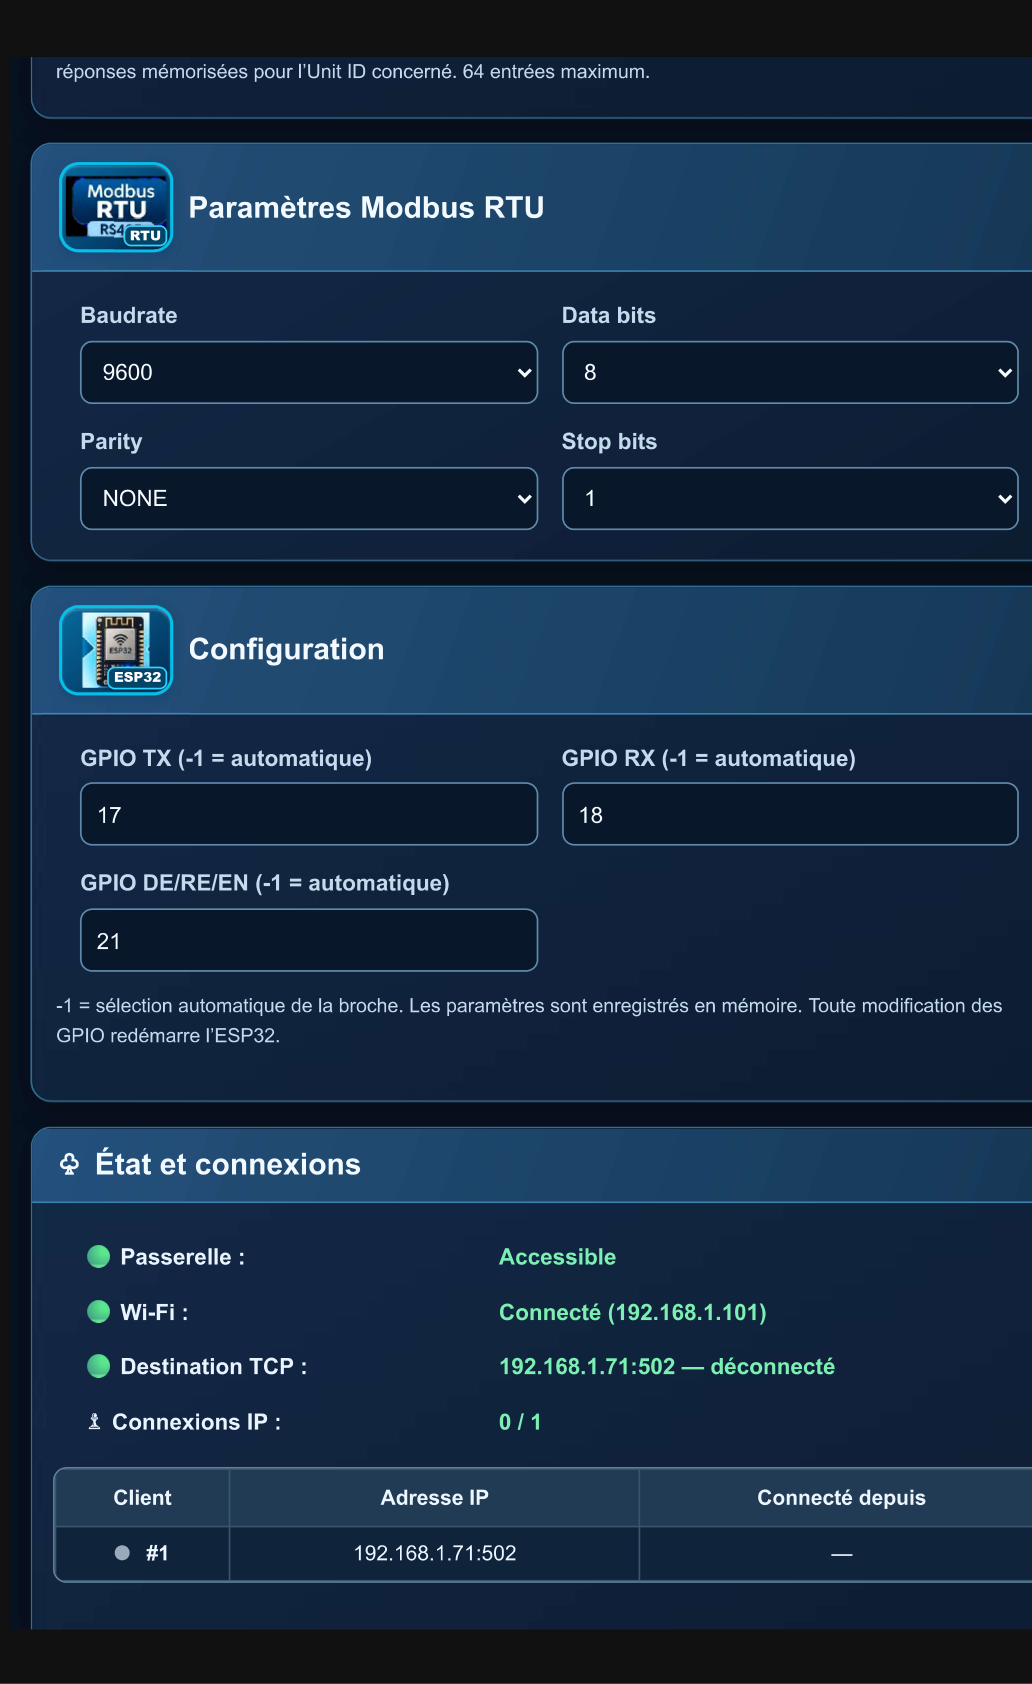 réponses mémorisées pour l’Unit ID concerné. 64 entrées maximum.
Modbus
RTU
RS4
RTU
Paramètres Modbus RTU
Baudrate
Data bits
9600
8
Parity
Stop bits
NONE
1
ESP32
ESP32
Configuration
GPIO TX (-1 = automatique)
GPIO RX (-1 = automatique)
17
18
GPIO DE/RE/EN (-1 = automatique)
21
-1 = sélection automatique de la broche. Les paramètres sont enregistrés en mémoire. Toute modification des
GPIO redémarre l’ESP32.
État et connexions
Passerelle : Accessible
Wi-Fi : Connecté (192.168.1.101)
Destination TCP : 192.168.1.71:502 — déconnecté
Connexions IP : 0 / 1
Client Adresse IP Connecté depuis
#1 192.168.1.71:502 —